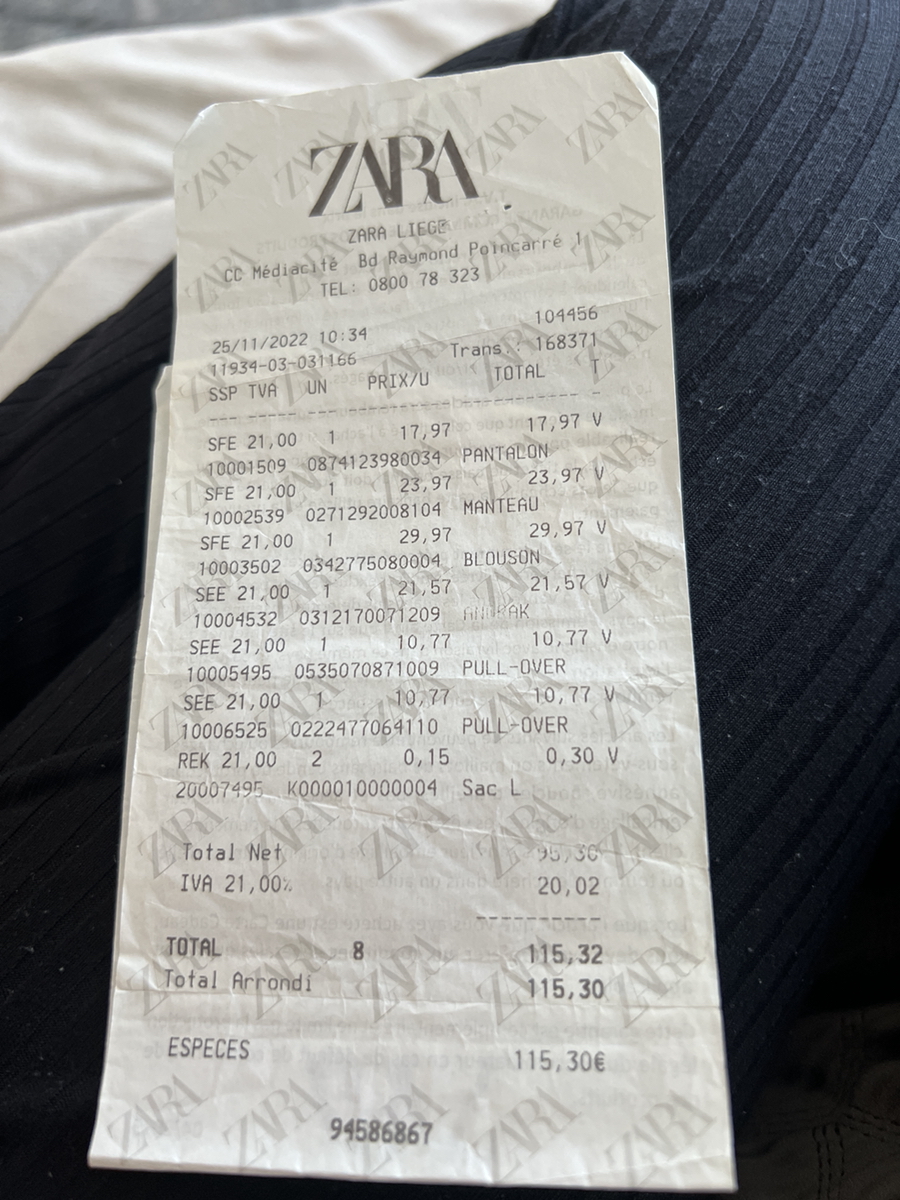 ZARA
ZARA LIEGE
CC Médiacité Bd Raymond Poincarré 1
TEL: 0800 78 323
104456
25/11/2022 10:34
11934-03-031166 Trans.: 168371
SSP TVA UN PRIX/U TOTAL T
SFE 21,00 1 17,97 17,97 V
10001509 0874123980034 PANTALON
SFE 21,00 1 23,97 23,97 V
10002539 0271292008104 MANTEAU
SFE 21,00 1 29,97 29,97 V
10003502 0342775080004 BLOUSON
SEE 21,00 1 21,57 21,57 V
10004532 0312170071209 ANORAK
SEE 21,00 1 10,77 10,77 V
10005495 0535070871009 PULL-OVER
SEE 21,00 1 10,77 10,77 V
10006525 0222477064110 PULL-OVER
REK 21,00 2 0,15 0,30 V
20007495 K000010000004 Sac L
Total Net 95,30
IVA 21,00% 20,02
TOTAL 8 115,32
Total Arrondi 115,30
ESPECES 115,30€
94586867